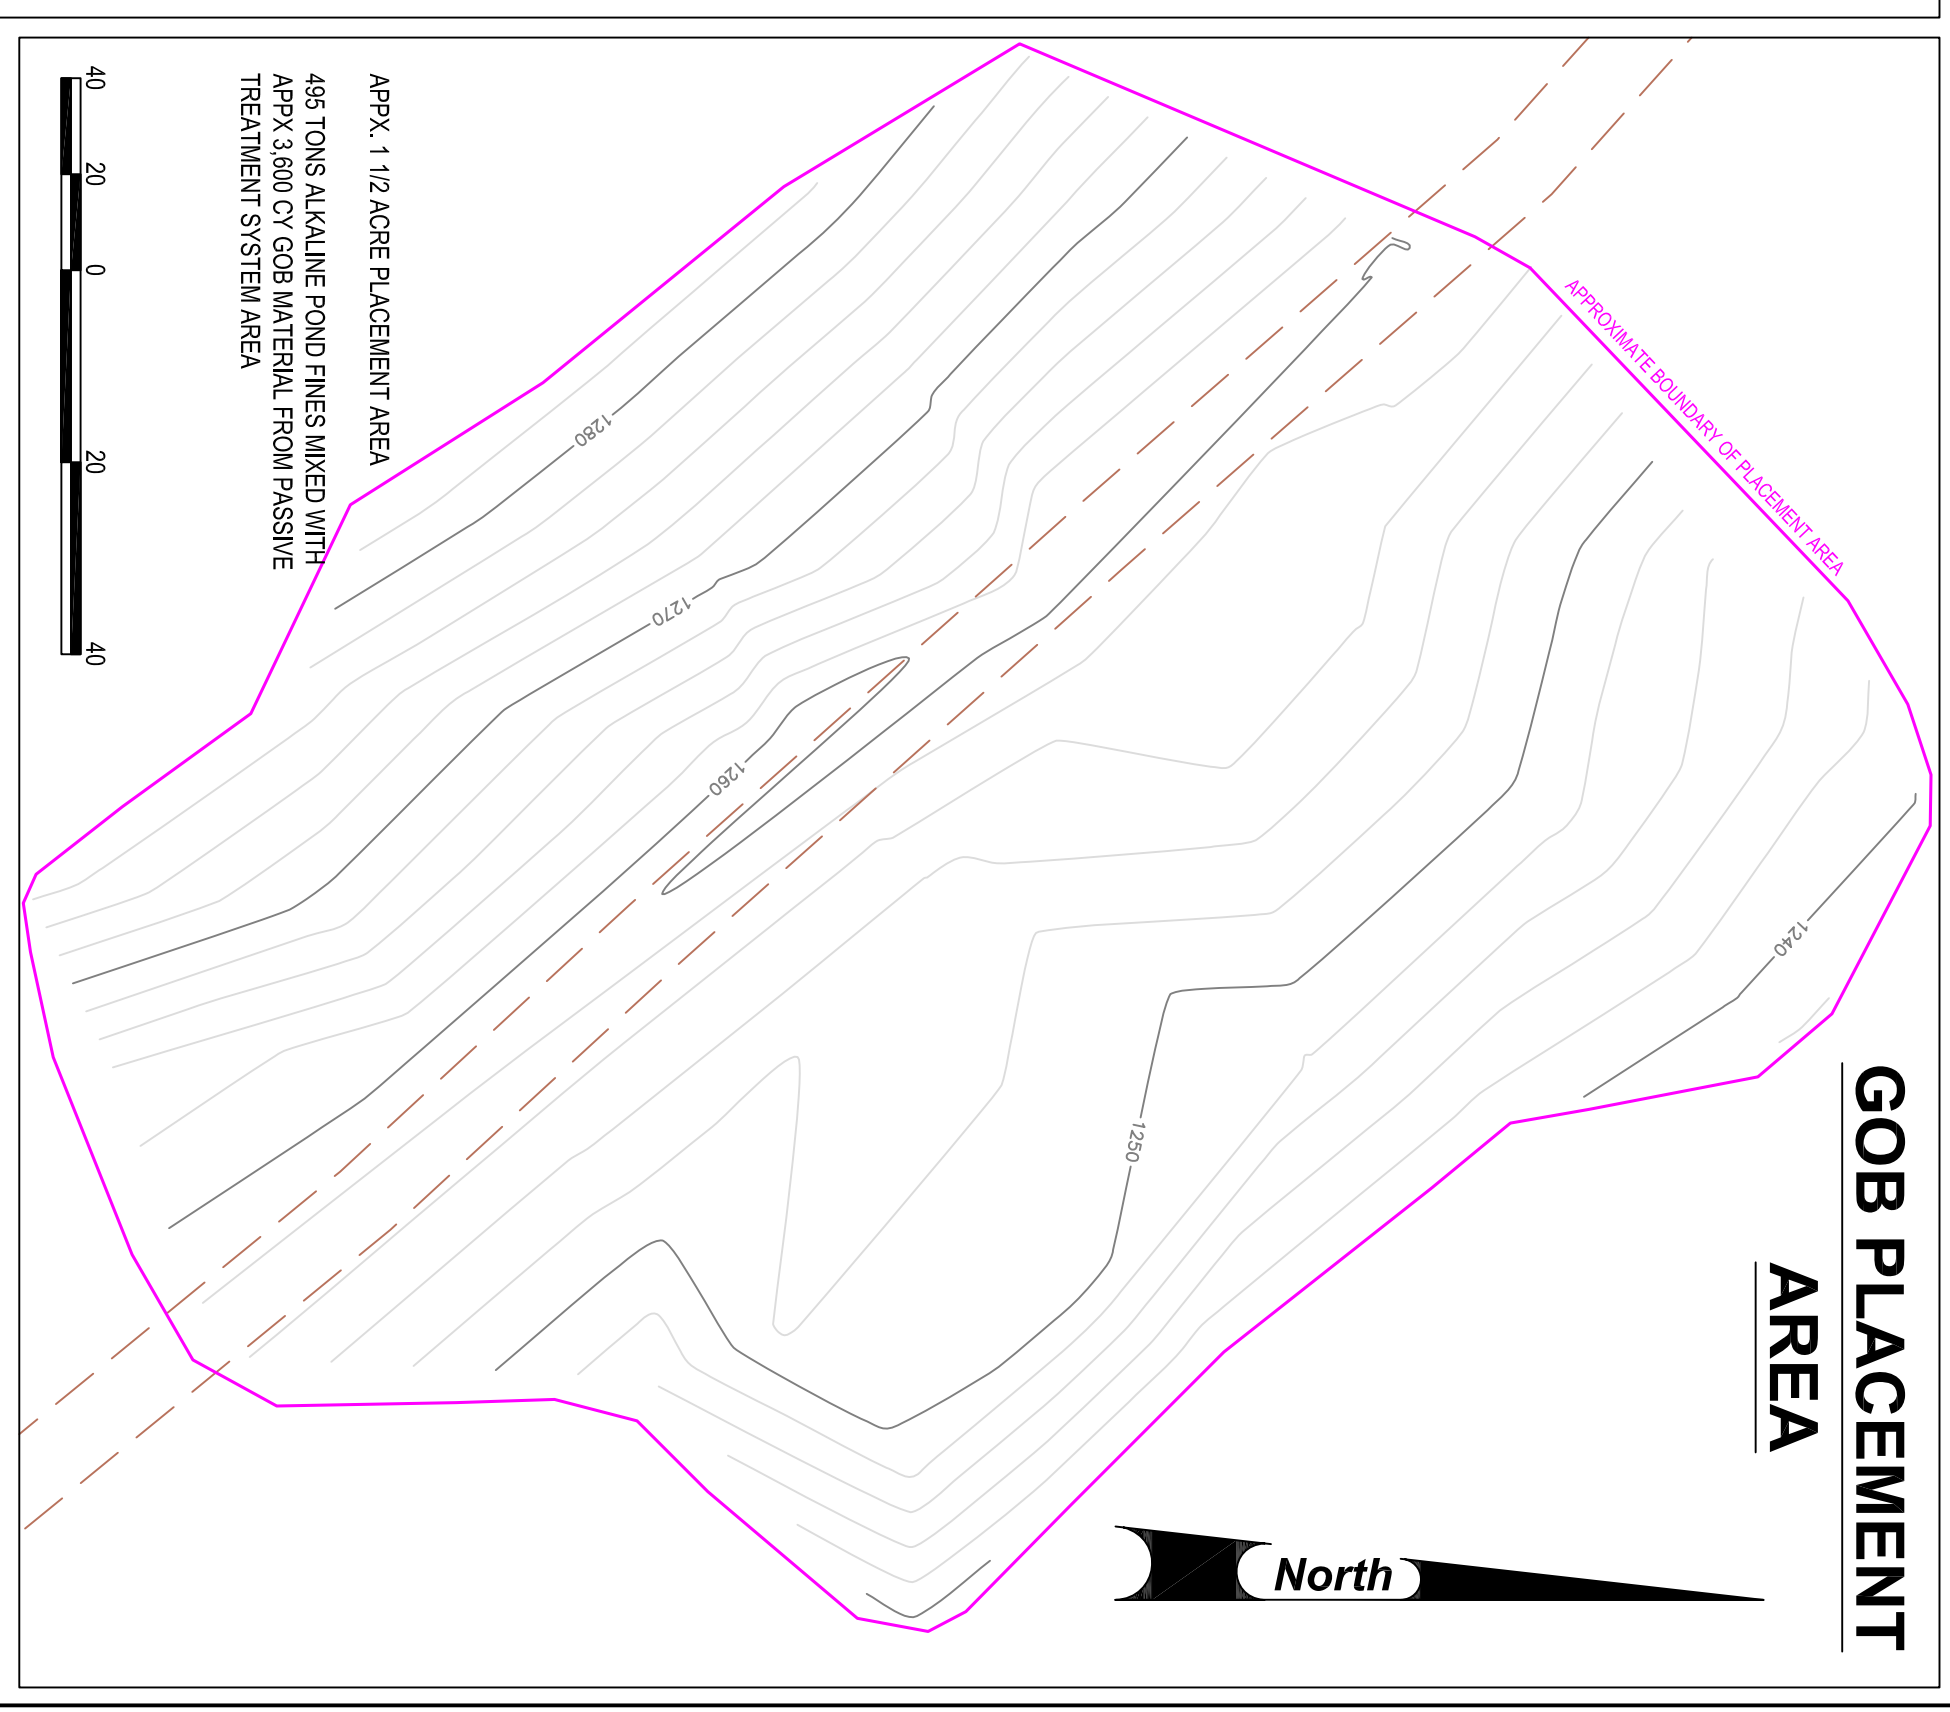 GOB PLACEMENT
AREA
APPROXIMATE BOUNDARY OF PLACEMENT AREA
APPX. 1 1/2 ACRE PLACEMENT AREA
495 TONS ALKALINE POND FINES MIXED WITH
APPX 3,600 CY GOB MATERIAL FROM PASSIVE
TREATMENT SYSTEM AREA
40 20 0 20 40
1280
1270
1260
1250
1240
North